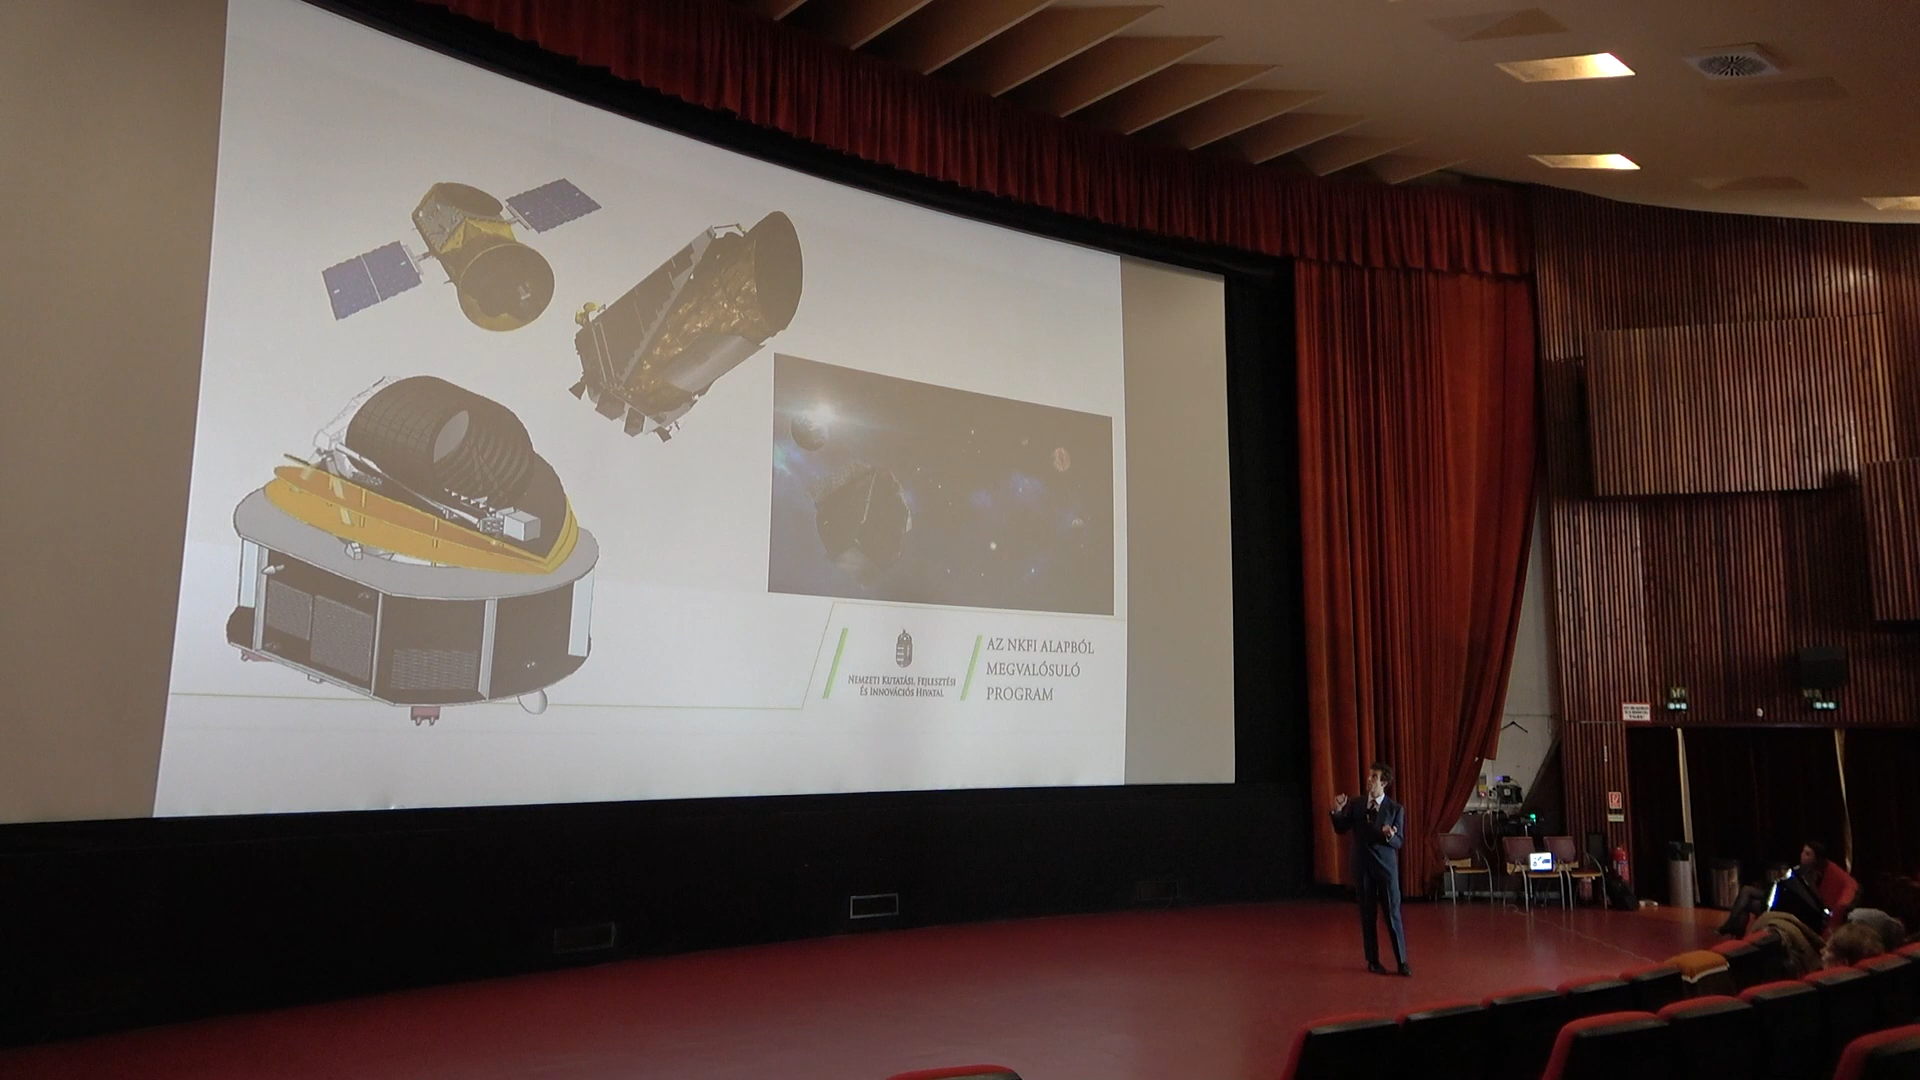 NEMZETI KUTATÁSI, FEJLESZTÉSI
ÉS INNOVÁCIÓS HIVATAL
AZ NKFI ALAPBÓL
MEGVALÓSULÓ
PROGRAM